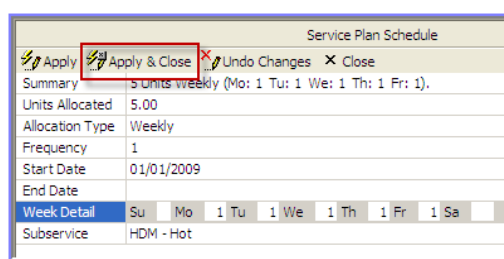 Service Plan Schedule
Apply Apply & Close Undo Changes Close
Summary 5 Units Weekly (Mo: 1 Tu: 1 We: 1 Th: 1 Fr: 1).
Units Allocated 5.00
Allocation Type Weekly
Frequency 1
Start Date 01/01/2009
End Date
Week Detail Su Mo 1 Tu 1 We 1 Th 1 Fr 1 Sa
Subservice HDM - Hot